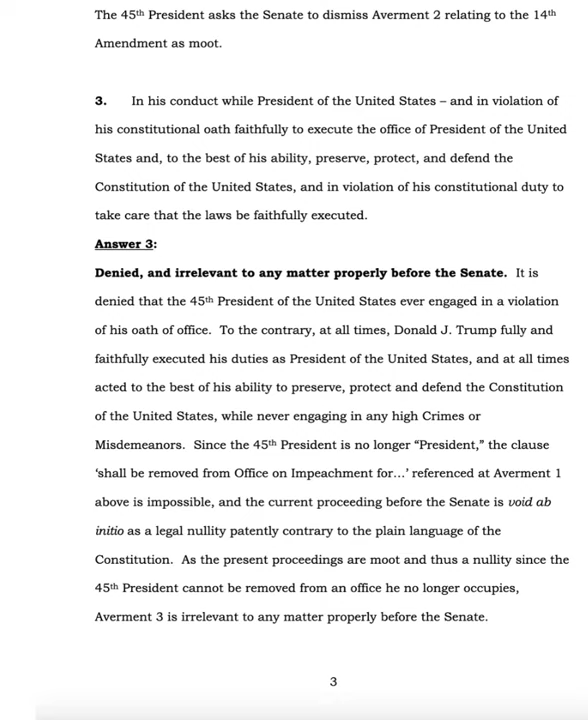 The 45th President asks the Senate to dismiss Averment 2 relating to the 14th
Amendment as moot.
3. In his conduct while President of the United States – and in violation of
his constitutional oath faithfully to execute the office of President of the United
States and, to the best of his ability, preserve, protect, and defend the
Constitution of the United States, and in violation of his constitutional duty to
take care that the laws be faithfully executed.
Answer 3:
Denied, and irrelevant to any matter properly before the Senate. It is
denied that the 45th President of the United States ever engaged in a violation
of his oath of office. To the contrary, at all times, Donald J. Trump fully and
faithfully executed his duties as President of the United States, and at all times
acted to the best of his ability to preserve, protect and defend the Constitution
of the United States, while never engaging in any high Crimes or
Misdemeanors. Since the 45th President is no longer “President,” the clause
‘shall be removed from Office on Impeachment for…’ referenced at Averment 1
above is impossible, and the current proceeding before the Senate is void ab
initio as a legal nullity patently contrary to the plain language of the
Constitution. As the present proceedings are moot and thus a nullity since the
45th President cannot be removed from an office he no longer occupies,
Averment 3 is irrelevant to any matter properly before the Senate.
3